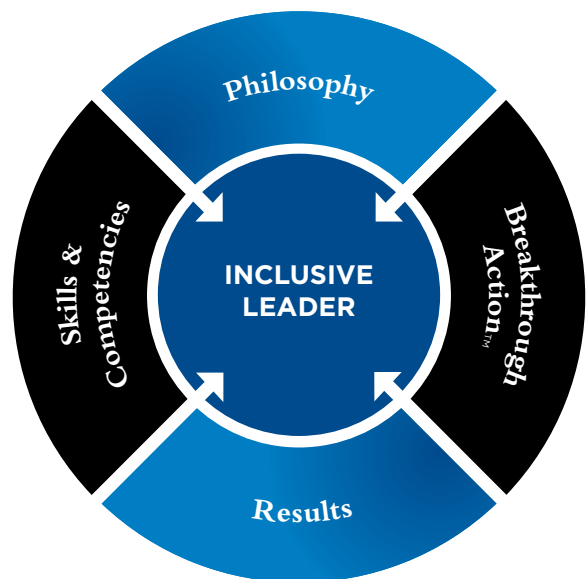 Philosophy
Skills &
Competencies
INCLUSIVE
LEADER
Breakthrough
Action™
Results